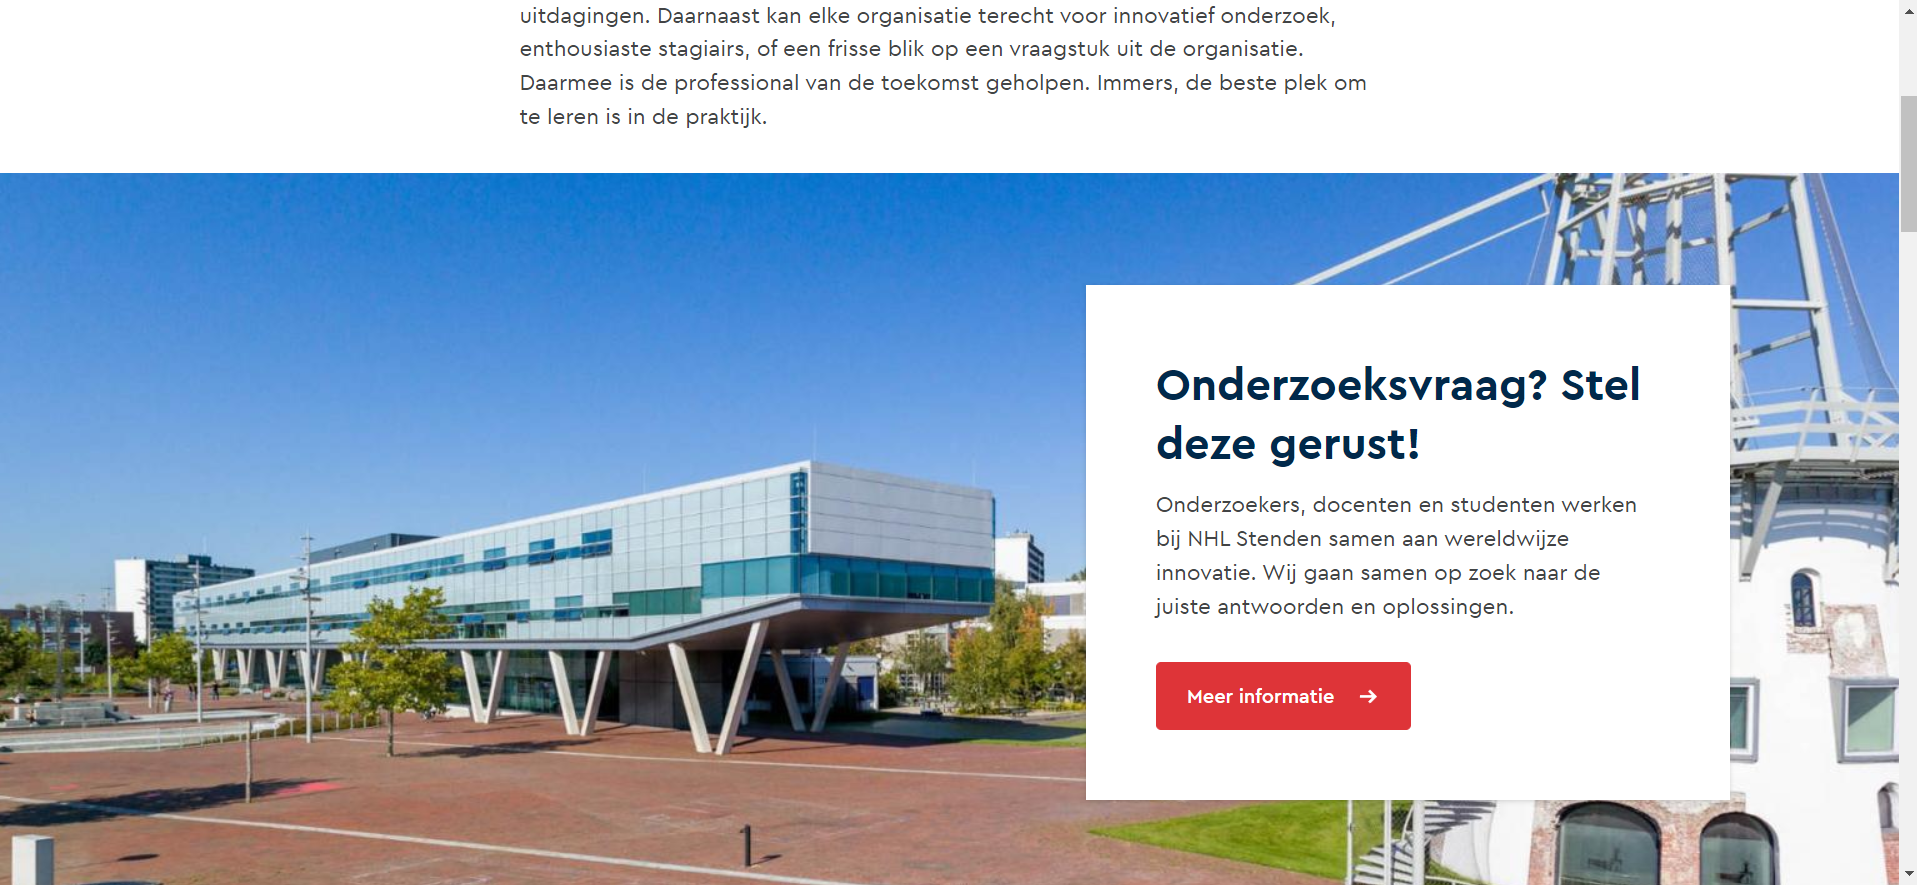 uitdagingen. Daarnaast kan elke organisatie terecht voor innovatief onderzoek,
enthousiaste stagiairs, of een frisse blik op een vraagstuk uit de organisatie.
Daarmee is de professional van de toekomst geholpen. Immers, de beste plek om
te leren is in de praktijk.
Onderzoeksvraag? Stel
deze gerust!
Onderzoekers, docenten en studenten werken
bij NHL Stenden samen aan wereldwijze
innovatie. Wij gaan samen op zoek naar de
juiste antwoorden en oplossingen.
Meer informatie →